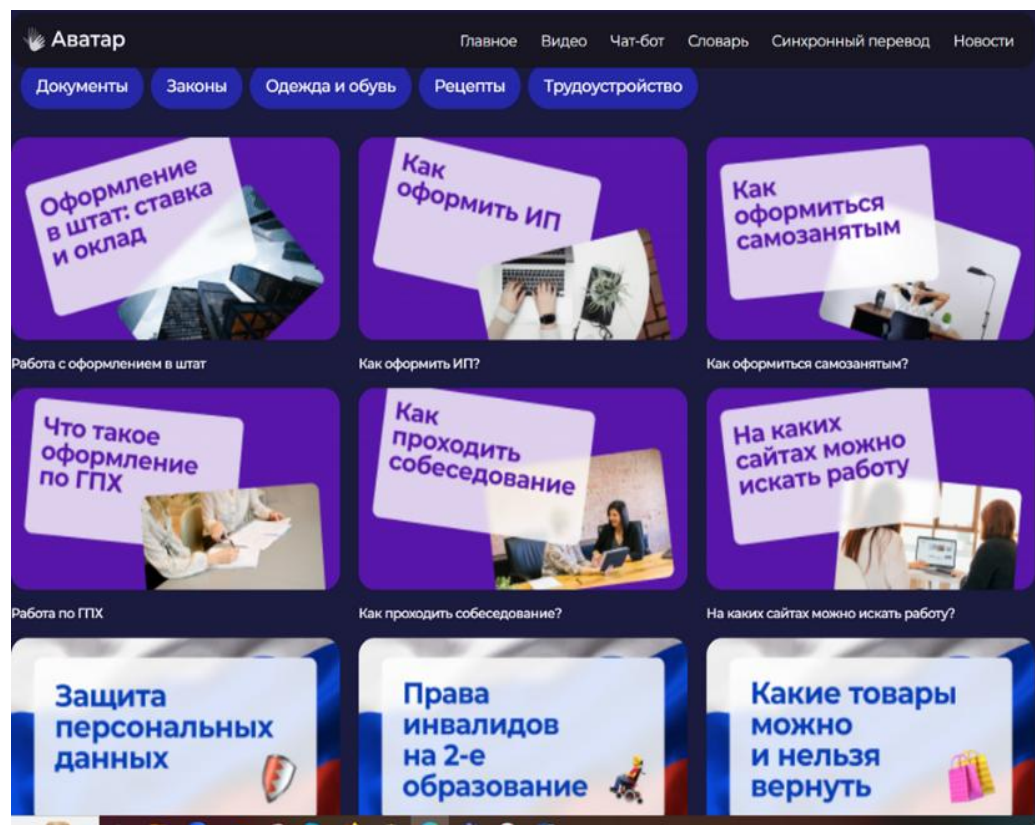 Аватар
Главное Видео Чат-бот Словарь Синхронный перевод Новости
Документы Законы Одежда и обувь Рецепты Трудоустройство
Оформление
в штат: ставка
и оклад
Как
оформить ИП
Как
оформиться
самозанятым
Работа с оформлением в штат
Как оформить ИП?
Как оформиться самозанятым?
Что такое
оформление
по ГПХ
Как
проходить
собеседование
На каких
сайтах можно
искать работу
Работа по ГПХ
Как проходить собеседование?
На каких сайтах можно искать работу?
Защита
персональных
данных
Права
инвалидов
на 2-е
образование
Какие товары
можно
и нельзя
вернуть